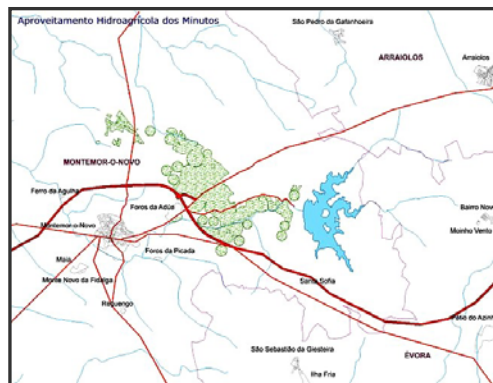 Aproveitamento Hidroagrícola dos Minutos
São Pedro da Gafanhoeira
ARRAIOLOS
Arraiolos
MONTEMOR-O-NOVO
Ferro da Agulha
Foros da Adúa
Bairro Novo
Montemor-o-Novo
Moinho Vento
Foros da Picada
Maia
Monte Novo da Fidalga
Santa Sofia
Reguengo
São Sebastião da Giesteira
ÉVORA
Ilha Fria